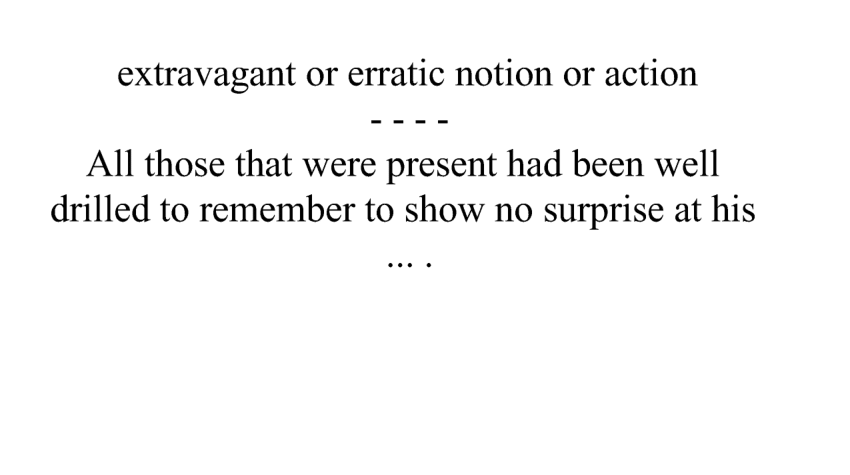 extravagant or erratic notion or action
- - - -
All those that were present had been well
drilled to remember to show no surprise at his
... .